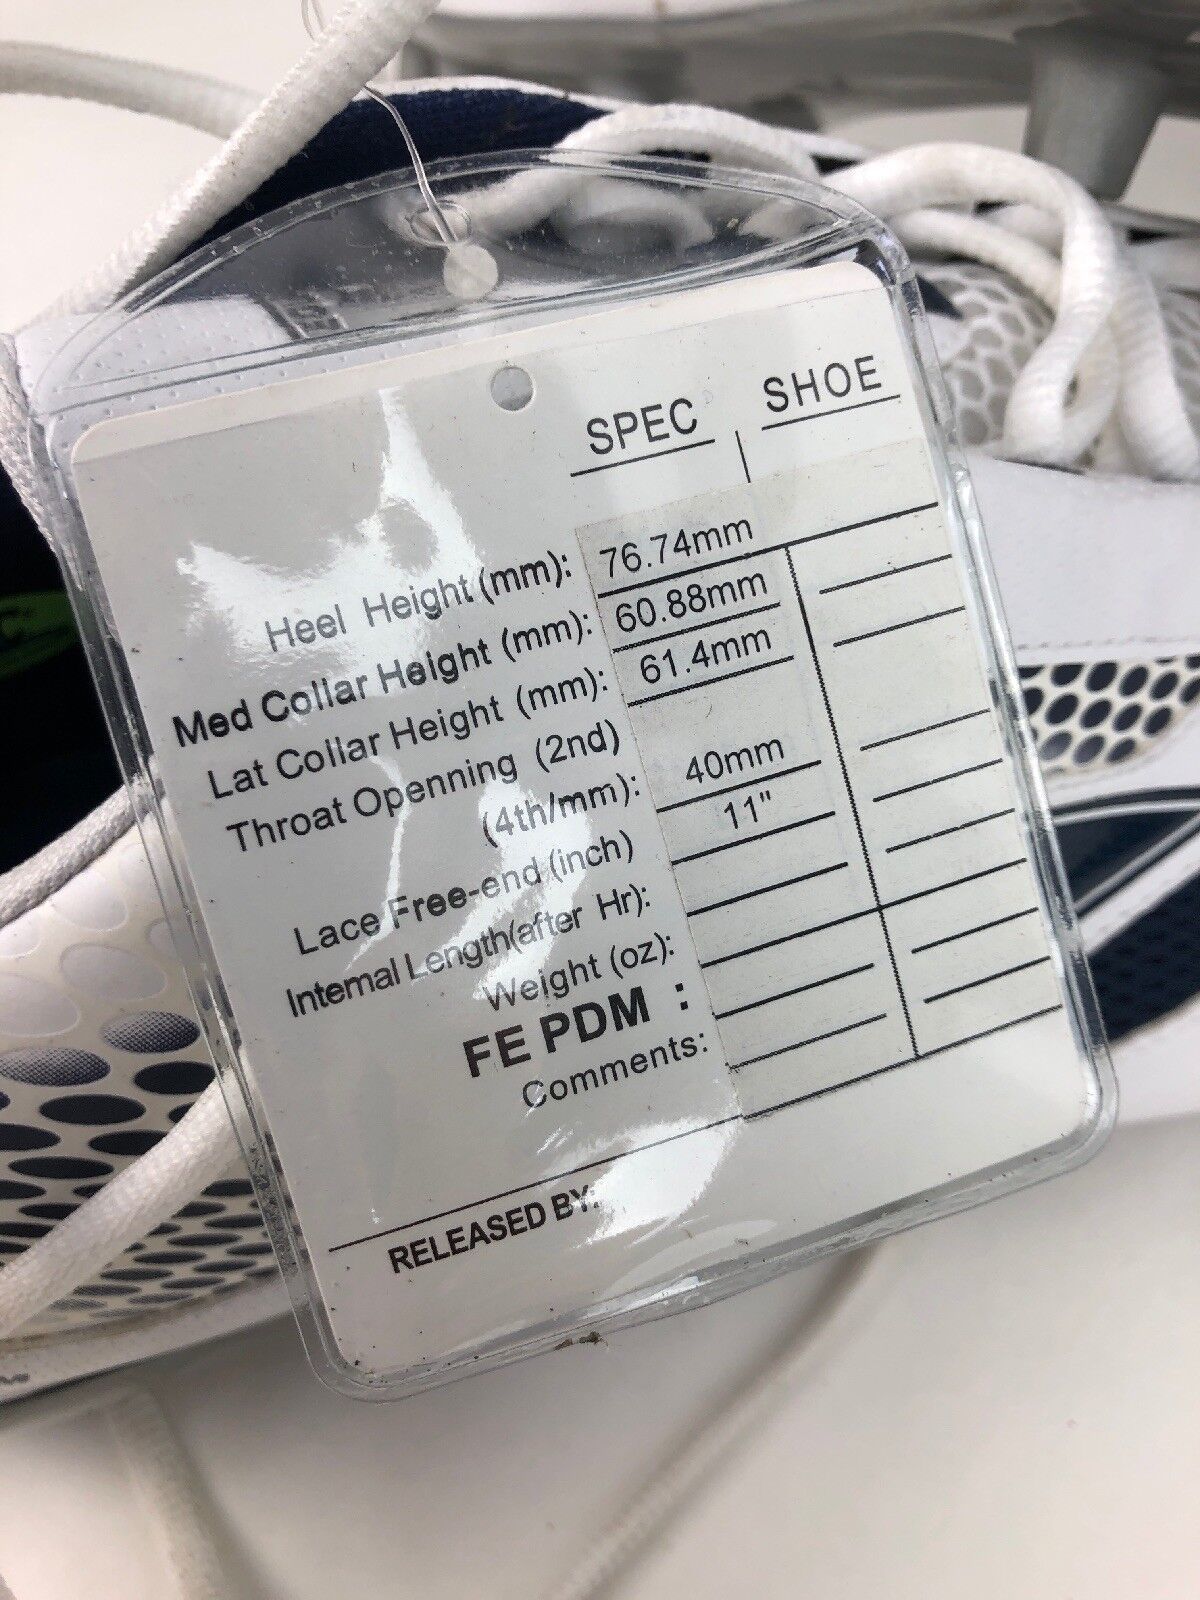 SPEC SHOE
Heel Height (mm): 76.74mm
Med Collar Height (mm): 60.88mm
Lat Collar Height (mm): 61.4mm
Throat Openning (2nd)
(4th/mm): 40mm
Lace Free-end (inch) 11"
Internal Length(after Hr):
Weight (oz):
FE PDM :
Comments:
RELEASED BY: